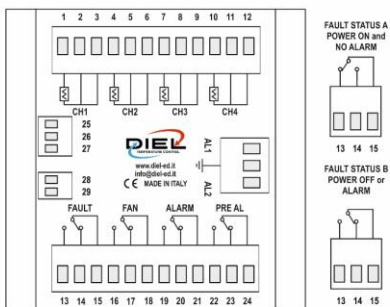 1 2 3 4 5 6 7 8 9 10 11 12
CH1 CH2 CH3 CH4
25
26
27
28
29
DIEL
TEMPERATURE CONTROL
www.diel-ed.it
info@diel-ed.it
CE MADE IN ITALY
AL1
AL2
FAULT FAN ALARM PRE AL
13 14 15 16 17 18 19 20 21 22 23 24
FAULT STATUS A
POWER ON and
NO ALARM
13 14 15
FAULT STATUS B
POWER OFF or
ALARM
13 14 15